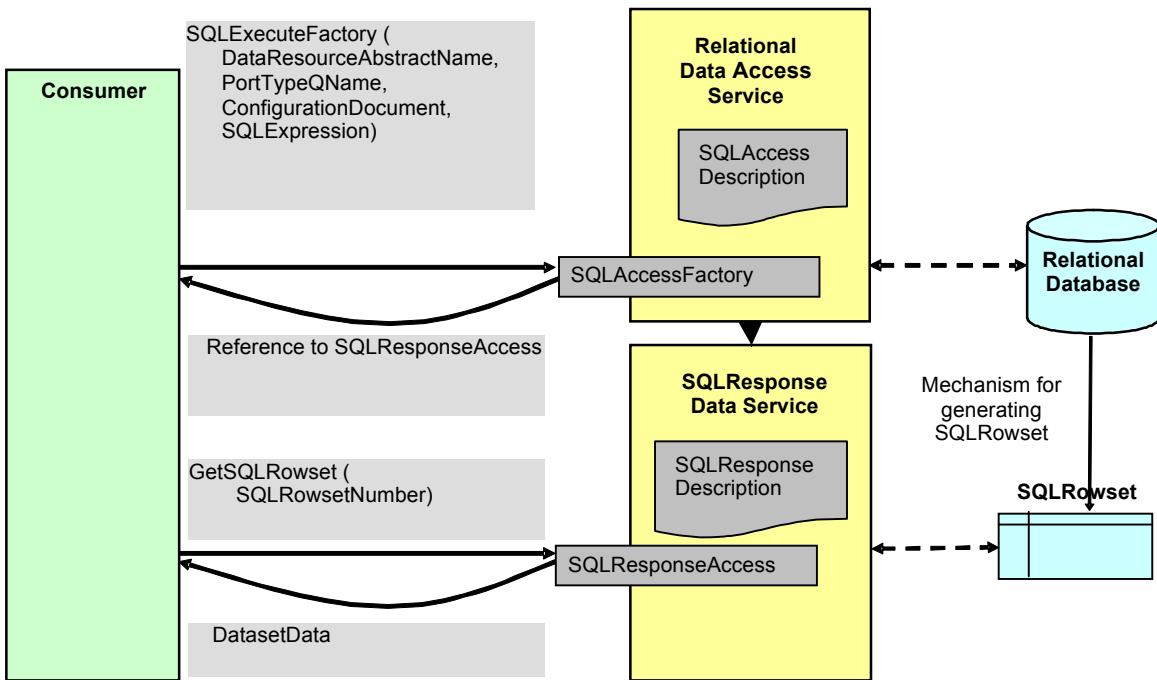 SQLExecuteFactory (
DataResourceAbstractName,
PortTypeQName,
ConfigurationDocument,
SQLExpression)
Consumer
Relational
Data Access
Service
SQLAccess
Description
SQLAccessFactory
Relational
Database
Reference to SQLResponseAccess
SQLResponse
Data Service
Mechanism for
generating
SQLRowset
GetSQLRowset (
SQLRowsetNumber)
SQLResponse
Description
SQLRowset
SQLResponseAccess
DatasetData